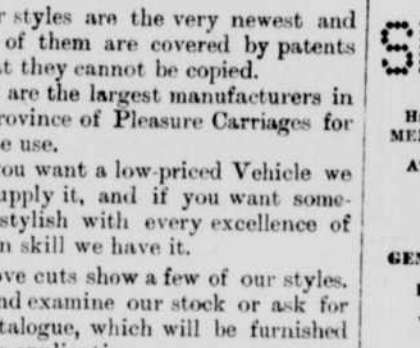 r styles are the very newest and
of them are covered by patents
t they cannot be copied.
are the largest manufacturers in
rovince of Pleasure Carriages for
e use.
ou want a low-priced Vehicle we
upply it, and if you want some-
stylish with every excellence of
n skill we have it.
ove cuts show a few of our styles.
nd examine our stock or ask for
talogue, which will be furnished
S
H
ME
A
GEN